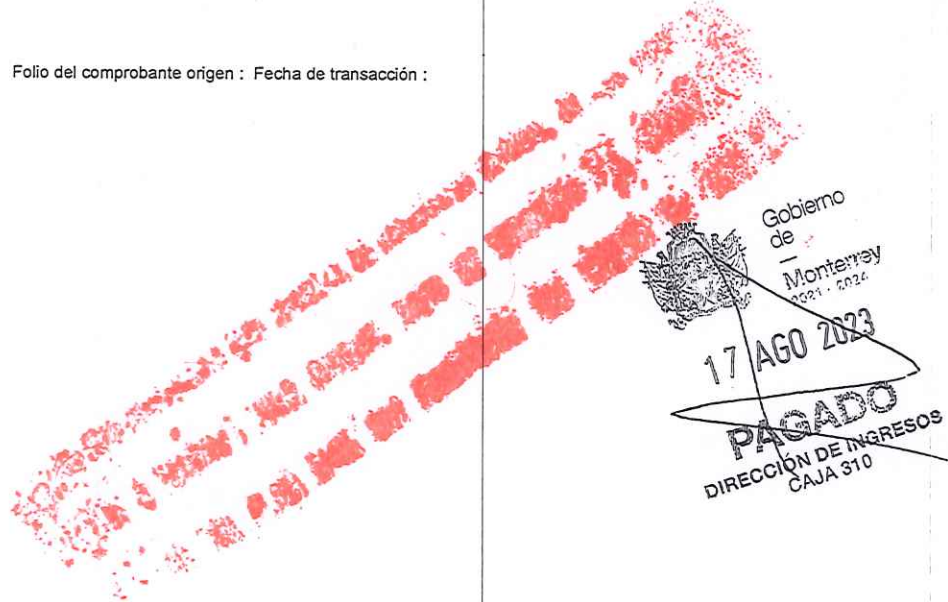 Folio del comprobante origen : Fecha de transacción :
Gobierno
de
Monterrey
2021 - 2024
17 AGO 2023
PAGADO
DIRECCIÓN DE INGRESOS
CAJA 310